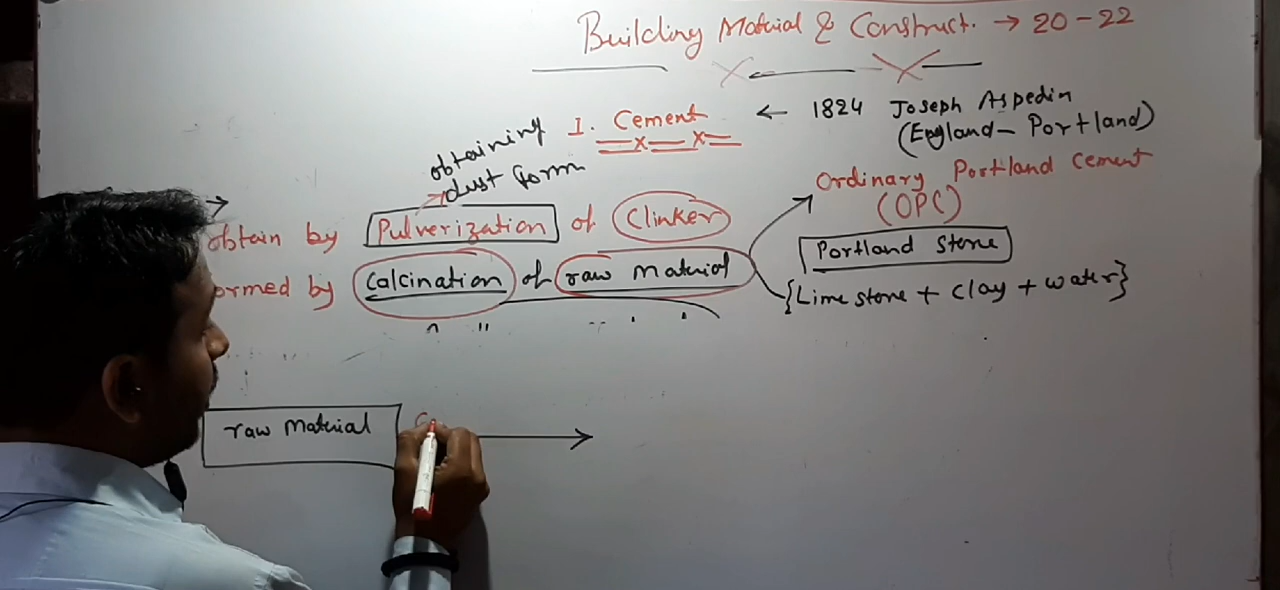 Building Material & Construct. → 20-22
I. Cement ← 1824 Joseph Aspedin
(England - Portland)
obtaining
dust form
Ordinary Portland Cement
(OPC)
obtain by Pulverization of Clinker
Portland Stone
ormed by Calcination of raw Material
{Lime stone + Clay + water}
raw Material